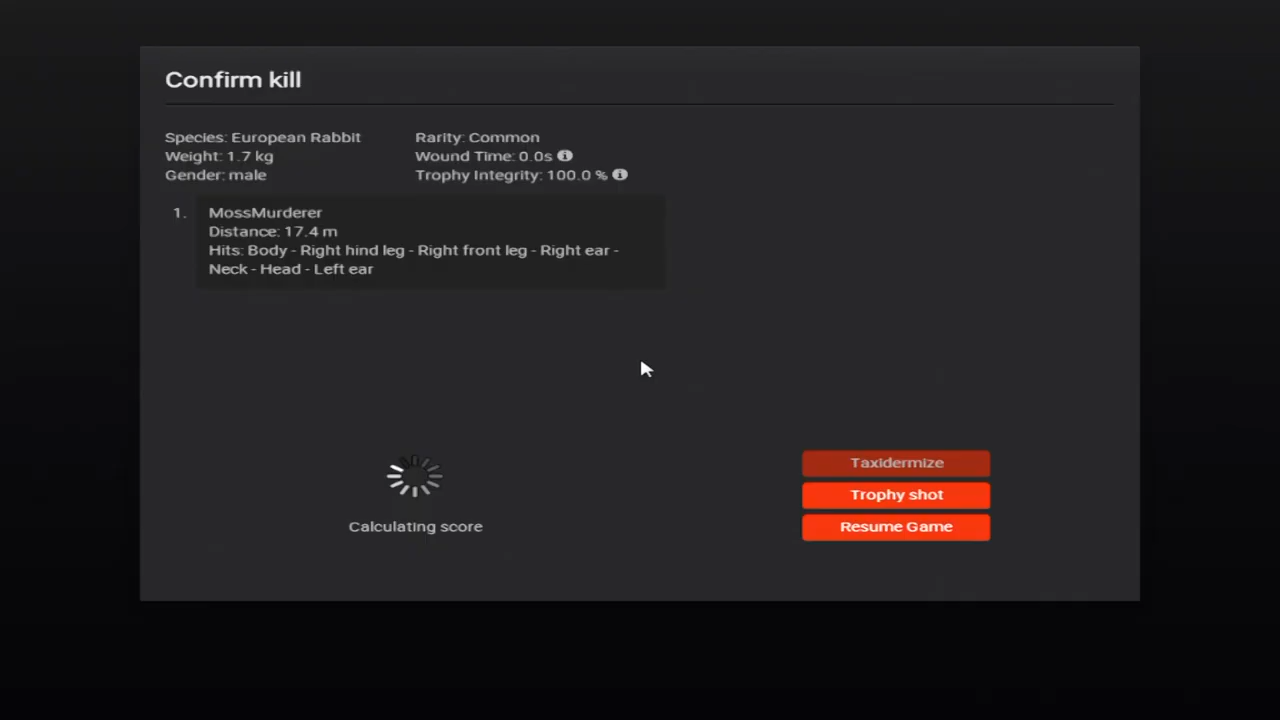 Confirm kill
Species: European Rabbit
Weight: 1.7 kg
Gender: male
Rarity: Common
Wound Time: 0.0s
Trophy Integrity: 100.0 %
1.
MossMurderer
Distance: 17.4 m
Hits: Body - Right hind leg - Right front leg - Right ear -
Neck - Head - Left ear
Calculating score
Taxidermize
Trophy shot
Resume Game